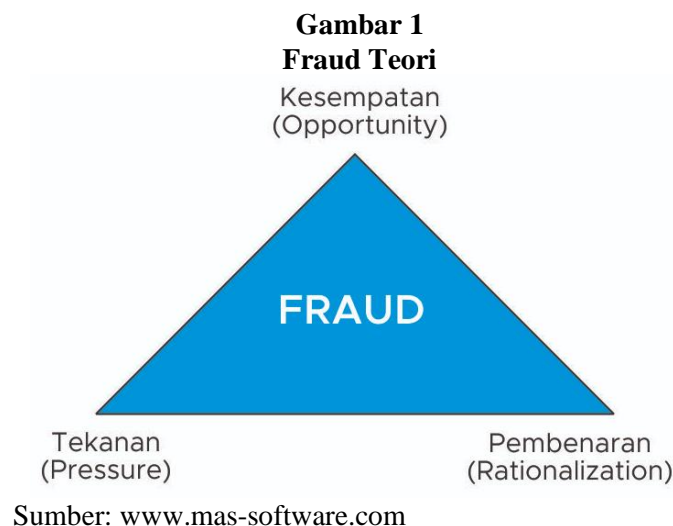 Gambar 1
Fraud Teori
Kesempatan
(Opportunity)
FRAUD
Tekanan
(Pressure)
Pembenaran
(Rationalization)
Sumber: www.mas-software.com